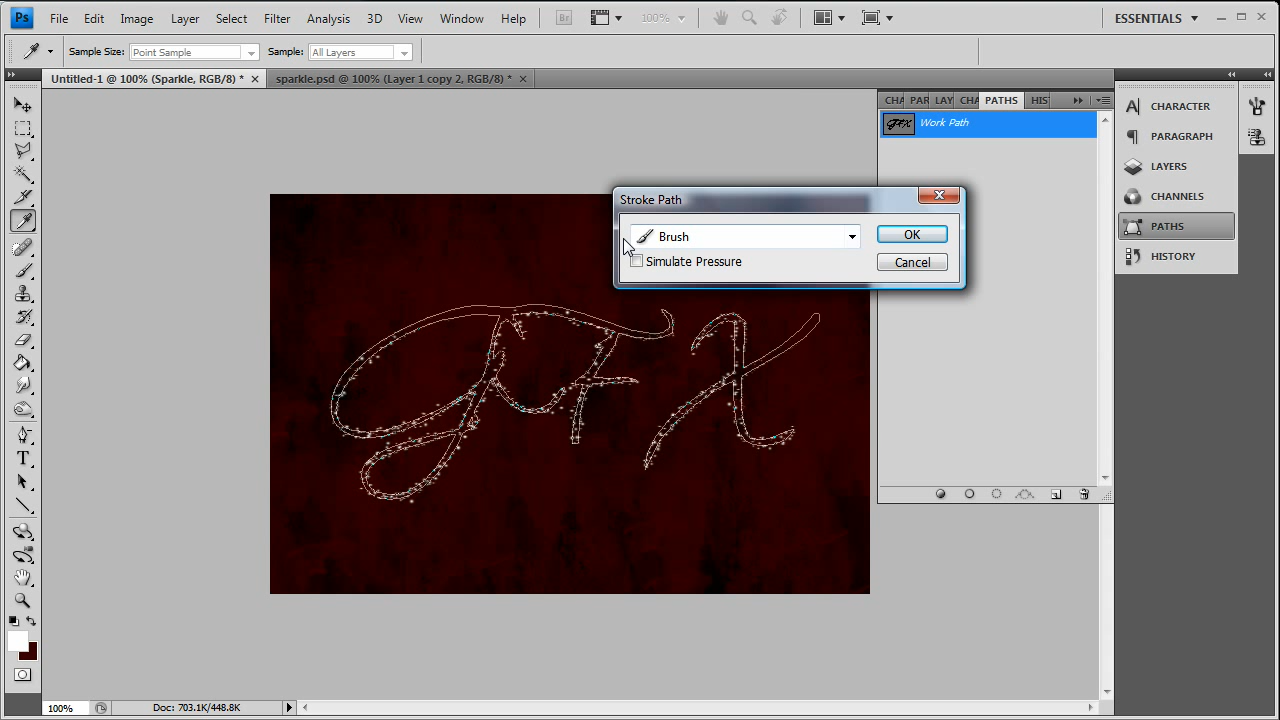 Ps File Edit Image Layer Select Filter Analysis 3D View Window Help Br 100% ESSENTIALS
Sample Size: Point Sample Sample: All Layers
Untitled-1 @ 100% (Sparkle, RGB/8) * sparkle.psd @ 100% (Layer 1 copy 2, RGB/8) *
CHA PAR LAY CHA PATHS HIS
Work Path
CHARACTER
PARAGRAPH
LAYERS
CHANNELS
PATHS
HISTORY
Stroke Path
Brush OK
Simulate Pressure Cancel
GFX
T
100% Doc: 703.1K/448.8K